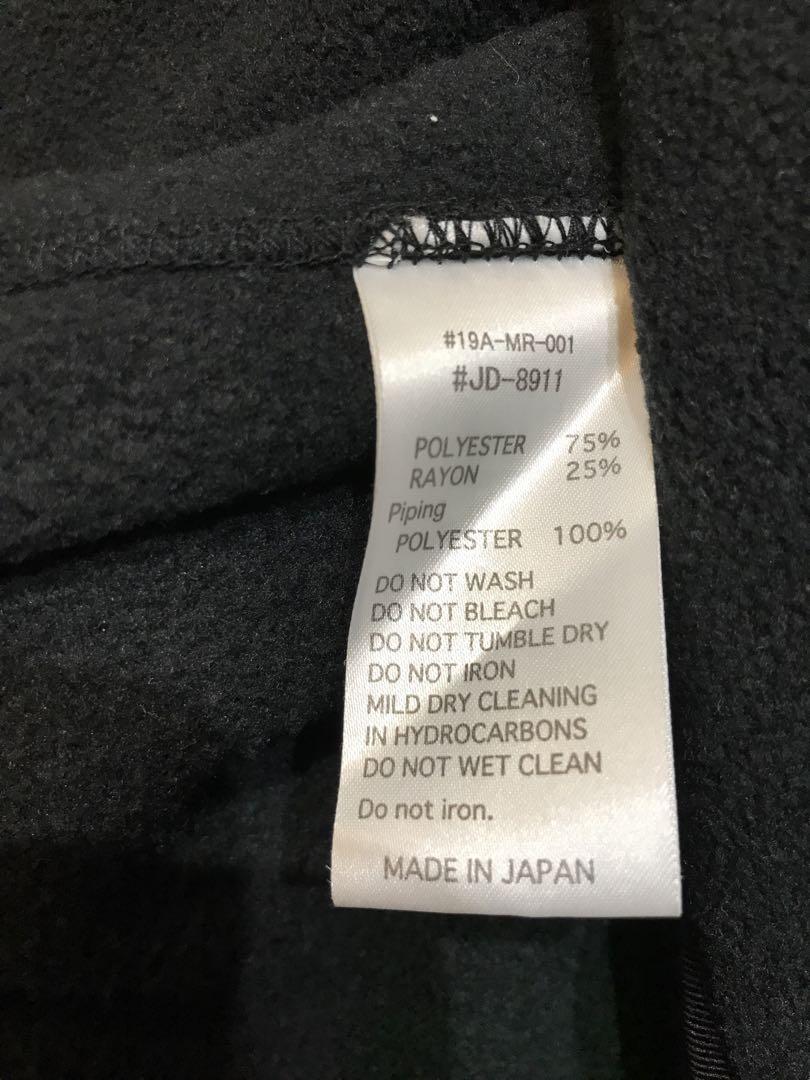 #19A-MR-001
#JD-8911
POLYESTER 75%
RAYON 25%
Piping
POLYESTER 100%
DO NOT WASH
DO NOT BLEACH
DO NOT TUMBLE DRY
DO NOT IRON
MILD DRY CLEANING
IN HYDROCARBONS
DO NOT WET CLEAN
Do not iron.
MADE IN JAPAN